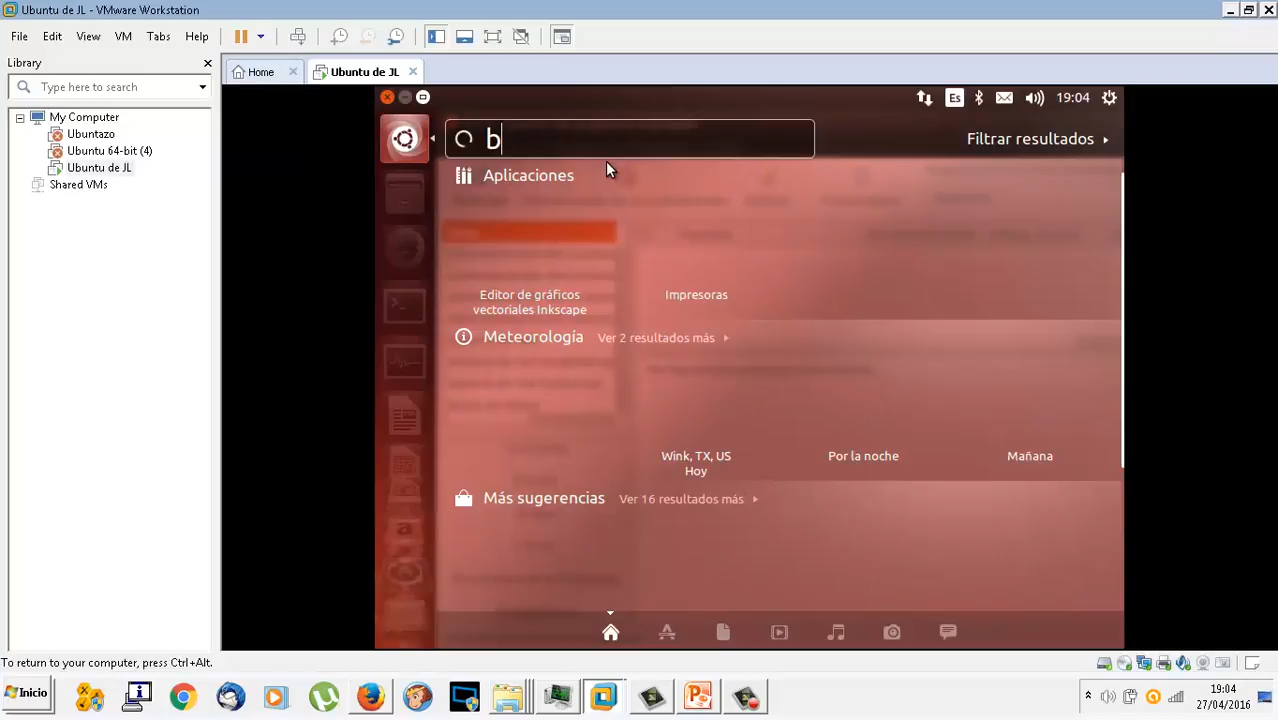 Ubuntu de JL - VMware Workstation
File Edit View VM Tabs Help
Library
Type here to search
My Computer
Ubuntazo
Ubuntu 64-bit (4)
Ubuntu de JL
Shared VMs
Home
Ubuntu de JL
Es
19:04
b
Filtrar resultados
Aplicaciones
Editor de gráficos
vectoriales Inkscape
Impresoras
Meteorología Ver 2 resultados más
Wink, TX, US
Hoy
Por la noche
Mañana
Más sugerencias Ver 16 resultados más
To return to your computer, press Ctrl+Alt.
Inicio
19:04
27/04/2016